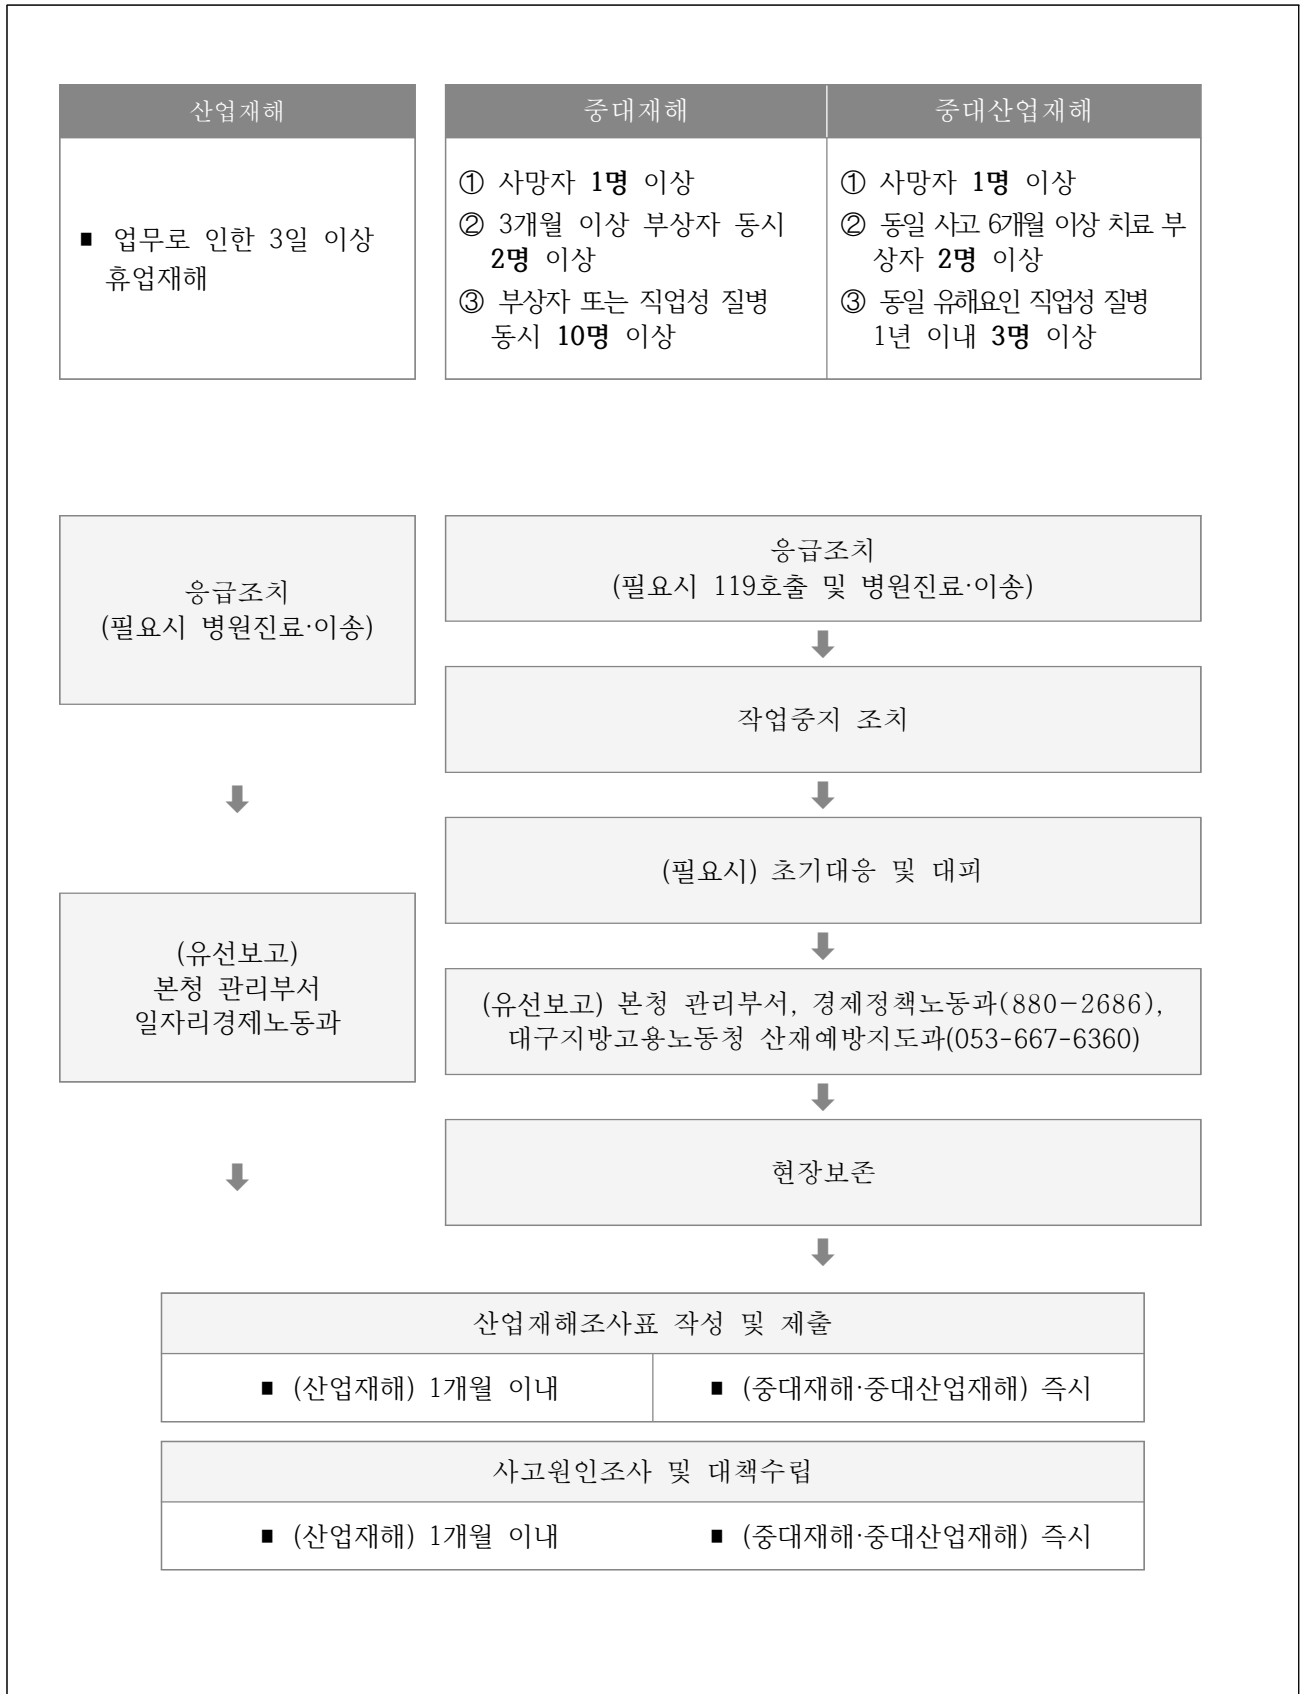 산업재해
■ 업무로 인한 3일 이상
휴업재해
중대재해
중대산업재해
① 사망자 1명 이상
② 3개월 이상 부상자 동시
2명 이상
③ 부상자 또는 직업성 질병
동시 10명 이상
① 사망자 1명 이상
② 동일 사고 6개월 이상 치료 부
상자 2명 이상
③ 동일 유해요인 직업성 질병
1년 이내 3명 이상
응급조치
(필요시 병원진료·이송)
⬇
(유선보고)
본청 관리부서
일자리경제노동과
⬇
응급조치
(필요시 119호출 및 병원진료·이송)
⬇
작업중지 조치
⬇
(필요시) 초기대응 및 대피
⬇
(유선보고) 본청 관리부서, 경제정책노동과(880-2686),
대구지방고용노동청 산재예방지도과(053-667-6360)
⬇
현장보존
⬇
산업재해조사표 작성 및 제출
■ (산업재해) 1개월 이내
■ (중대재해·중대산업재해) 즉시
사고원인조사 및 대책수립
■ (산업재해) 1개월 이내
■ (중대재해·중대산업재해) 즉시